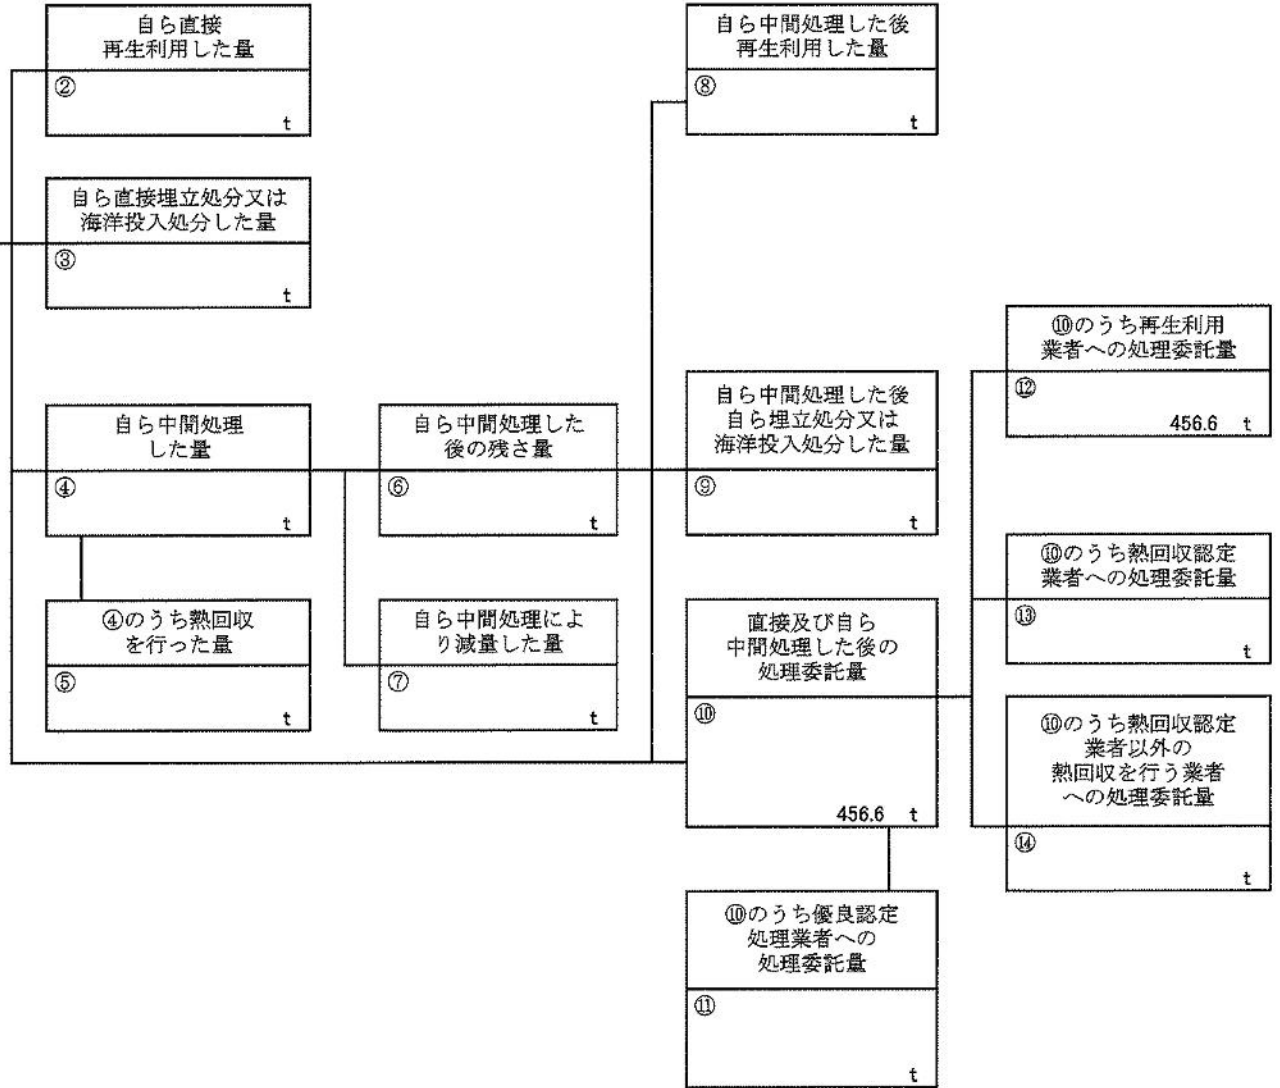 自ら直接
再生利用した量
②
t
自ら中間処理した後
再生利用した量
⑧
t
自ら直接埋立処分又は
海洋投入処分した量
③
t
⑩のうち再生利用
業者への処理委託量
⑫
456.6 t
自ら中間処理
した量
④
t
自ら中間処理した
後の残さ量
⑥
t
自ら中間処理した後
自ら埋立処分又は
海洋投入処分した量
⑨
t
⑩のうち熱回収認定
業者への処理委託量
⑬
t
④のうち熱回収
を行った量
⑤
t
自ら中間処理によ
り減量した量
⑦
t
直接及び自ら
中間処理した後の
処理委託量
⑩
456.6 t
⑩のうち熱回収認定
業者以外の
熱回収を行う業者
への処理委託量
⑭
t
⑩のうち優良認定
処理業者への
処理委託量
⑪
t